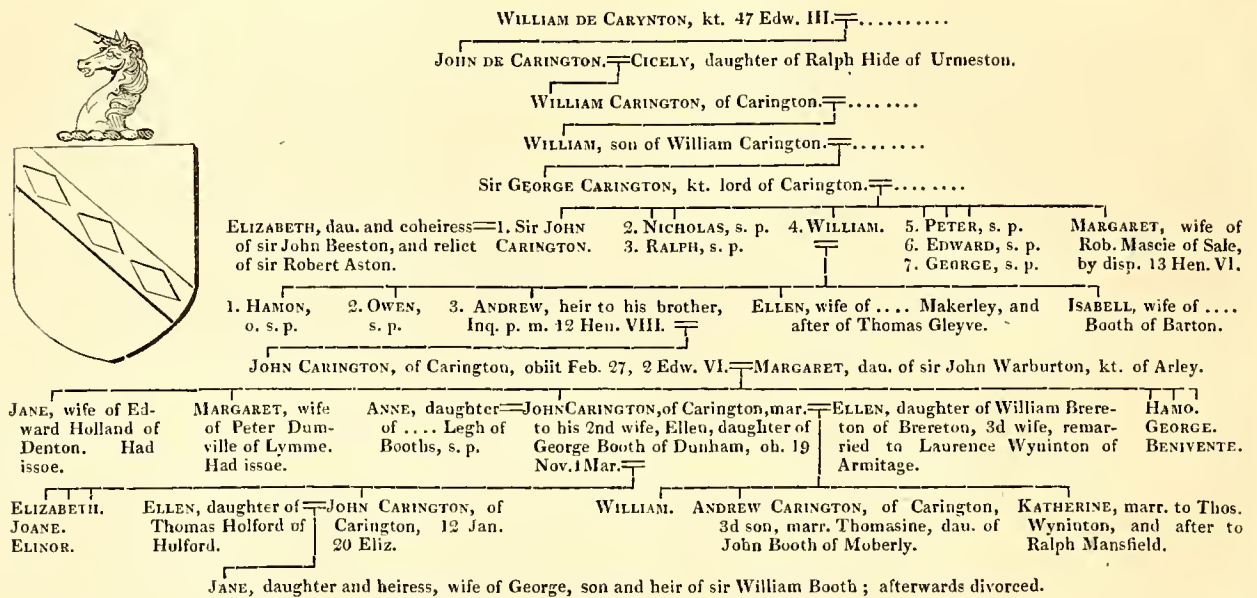 WILLIAM DE CARYNTON, kt. 47 Edw. III.=..........
JOHN DE CARINGTON.=CICELY, daughter of Ralph Hide of Urmeston.
WILLIAM CARINGTON, of Carington.=........
WILLIAM, son of William Carington.=........
Sir GEORGE CARINGTON, kt. lord of Carington.=........
ELIZABETH, dau. and coheiress=
of sir John Beeston, and relict
of sir Robert Aston.
1. Sir JOHN
CARINGTON.
2. NICHOLAS, s. p.
3. RALPH, s. p.
4. WILLIAM.
=
5. PETER, s. p.
6. EDWARD, s. p.
7. GEORGE, s. p.
MARGARET, wife of
Rob. Mascie of Sale,
by disp. 13 Hen. VI.
1. HAMON,
o. s. p.
2. OWEN,
s. p.
3. ANDREW, heir to his brother,
Inq. p. m. 12 Hen. VIII. =
ELLEN, wife of .... Makerley, and
after of Thomas Gleyve.
ISABELL, wife of ....
Booth of Barton.
JOHN CARINGTON, of Carington, obiit Feb. 27, 2 Edw. VI.=MARGARET, dau. of sir John Warburton, kt. of Arley.
JANE, wife of Ed-
ward Holland of
Denton. Had
issoe.
MARGARET, wife
of Peter Dum-
ville of Lymme.
Had issoe.
ANNE, daughter=
of .... Legh of
Booths, s. p.
JOHN CARINGTON, of Carington, mar.=
to his 2nd wife, Ellen, daughter of
George Booth of Dunham, ob. 19
Nov. 1 Mar.=
ELLEN, daughter of William Brere-
ton of Brereton, 3d wife, remar-
ried to Laurence Wyninton of
Armitage.
HAMO.
GEORGE.
BENIVENTE.
ELIZABETH.
JOANE.
ELINOR.
ELLEN, daughter of=
Thomas Holford of
Hulford.
JOHN CARINGTON, of
Carington, 12 Jan.
20 Eliz.
WILLIAM.
ANDREW CARINGTON, of Carington,
3d son, marr. Thomasine, dau. of
John Booth of Moberly.
KATHERINE, marr. to Thos.
Wyninton, and after to
Ralph Mansfield.
JANE, daughter and heiress, wife of George, son and heir of sir William Booth ; afterwards divorced.